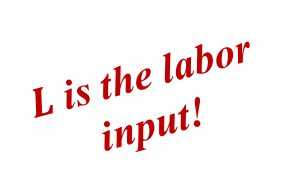 L is the labor
input!